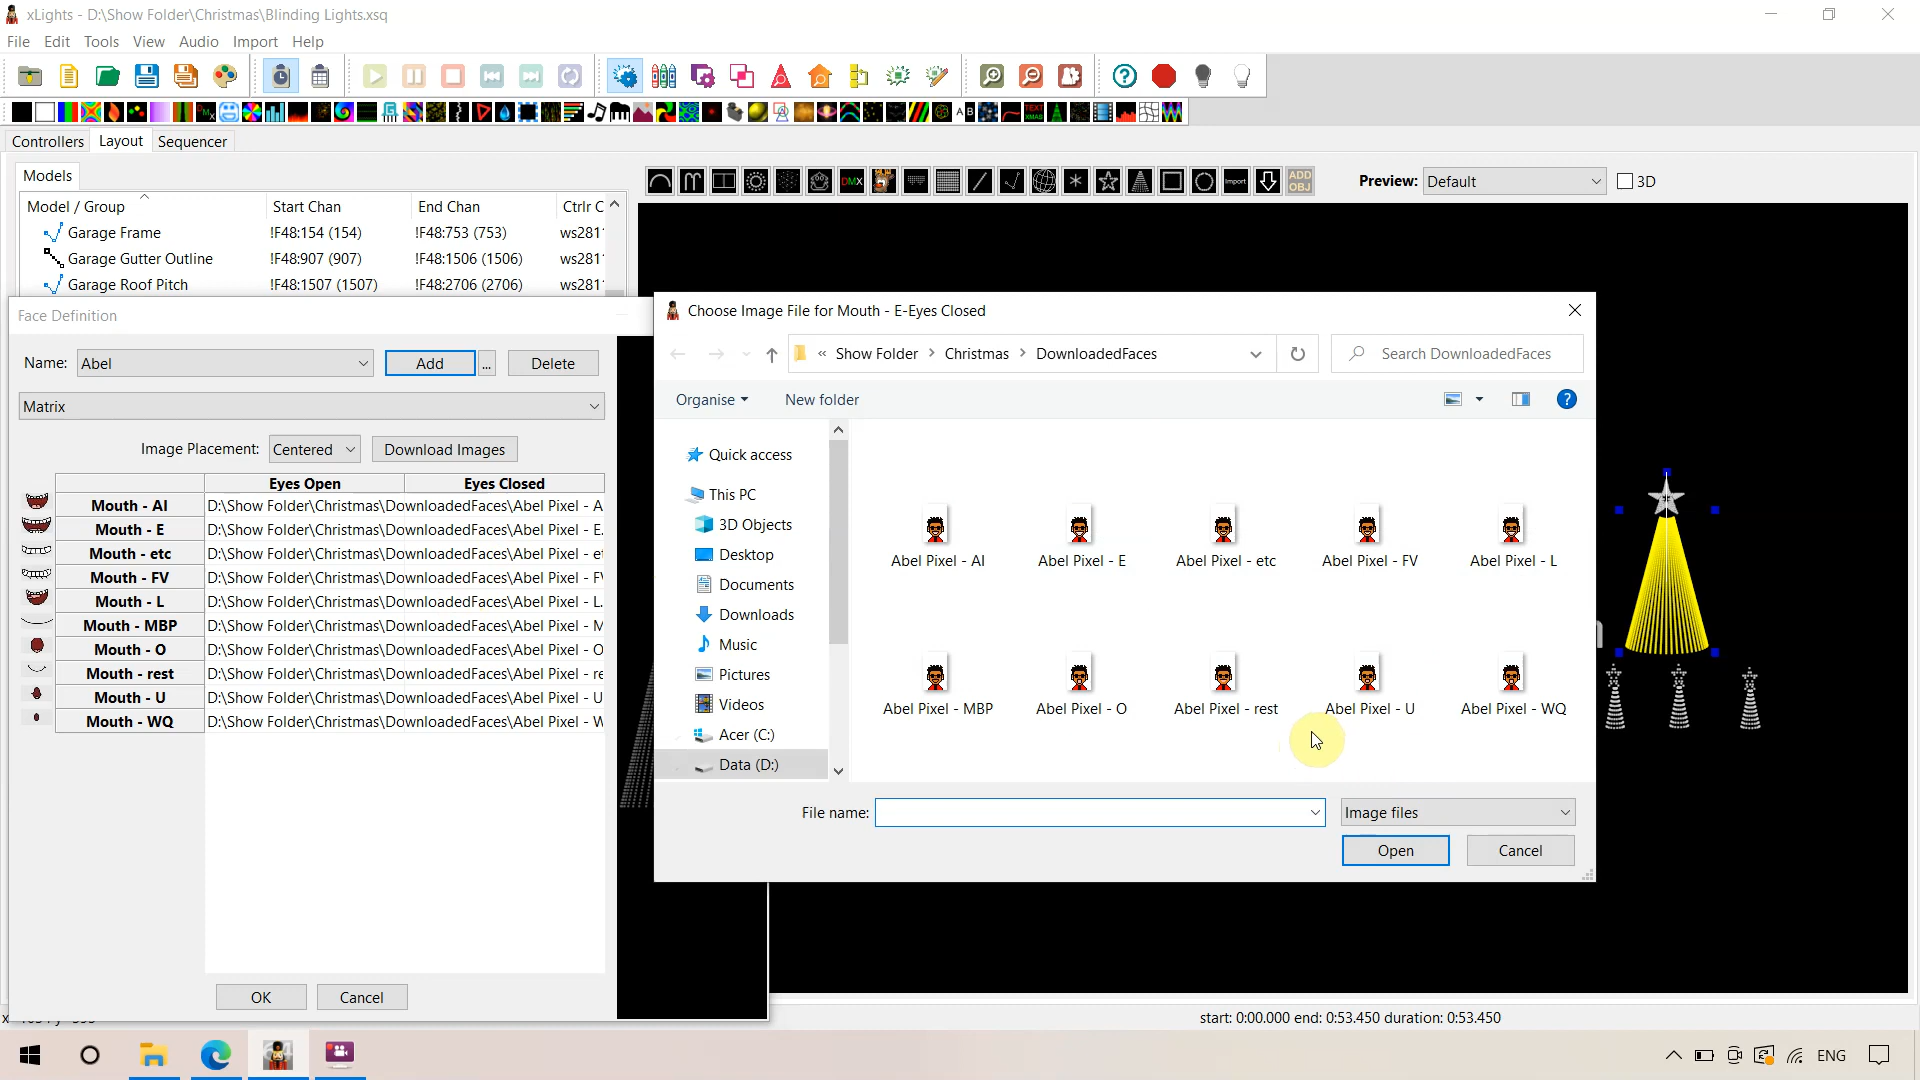 xLights - D:\Show Folder\Christmas\Blinding Lights.xsq
File Edit Tools View Audio Import Help
Controllers Layout Sequencer
Models
Preview: Default 3D
Model / Group Start Chan End Chan Ctrlr C
Garage Frame !F48:154 (154) !F48:753 (753) ws281
Garage Gutter Outline !F48:907 (907) !F48:1506 (1506) ws281
Garage Roof Pitch !F48:1507 (1507) !F48:2706 (2706) ws281
Face Definition
Name: Abel Add ... Delete
Matrix
Image Placement: Centered Download Images
Eyes Open Eyes Closed
Mouth - AI D:\Show Folder\Christmas\DownloadedFaces\Abel Pixel - A
Mouth - E D:\Show Folder\Christmas\DownloadedFaces\Abel Pixel - E.
Mouth - etc D:\Show Folder\Christmas\DownloadedFaces\Abel Pixel - et
Mouth - FV D:\Show Folder\Christmas\DownloadedFaces\Abel Pixel - F
Mouth - L D:\Show Folder\Christmas\DownloadedFaces\Abel Pixel - L.
Mouth - MBP D:\Show Folder\Christmas\DownloadedFaces\Abel Pixel - M
Mouth - O D:\Show Folder\Christmas\DownloadedFaces\Abel Pixel - O
Mouth - rest D:\Show Folder\Christmas\DownloadedFaces\Abel Pixel - re
Mouth - U D:\Show Folder\Christmas\DownloadedFaces\Abel Pixel - U
Mouth - WQ D:\Show Folder\Christmas\DownloadedFaces\Abel Pixel - W
OK Cancel
Choose Image File for Mouth - E-Eyes Closed
« Show Folder > Christmas > DownloadedFaces Search DownloadedFaces
Organise New folder
Quick access
This PC
3D Objects
Desktop
Documents
Downloads
Music
Pictures
Videos
Acer (C:)
Data (D:)
Abel Pixel - AI Abel Pixel - E Abel Pixel - etc Abel Pixel - FV Abel Pixel - L
Abel Pixel - MBP Abel Pixel - O Abel Pixel - rest Abel Pixel - U Abel Pixel - WQ
File name: Image files
Open Cancel
start: 0:00.000 end: 0:53.450 duration: 0:53.450
ENG